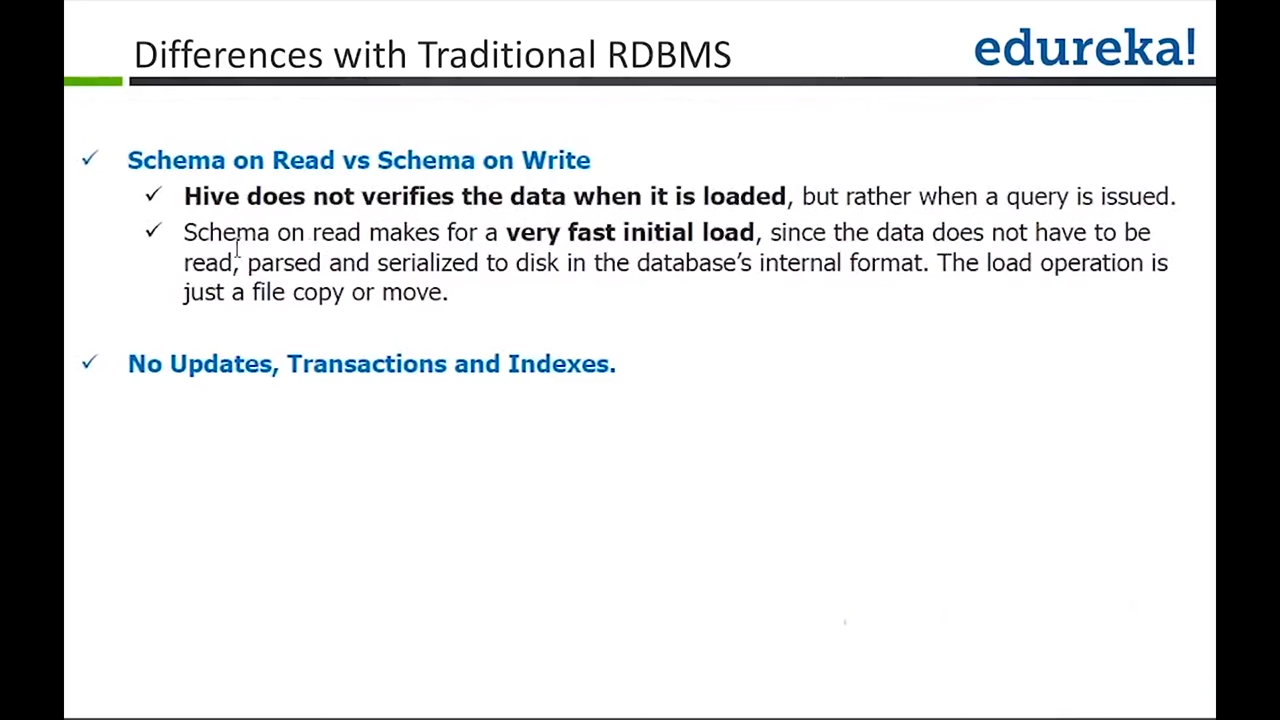 Differences with Traditional RDBMS
edureka!
Schema on Read vs Schema on Write
Hive does not verifies the data when it is loaded, but rather when a query is issued.
Schema on read makes for a very fast initial load, since the data does not have to be
read, parsed and serialized to disk in the database's internal format. The load operation is
just a file copy or move.
No Updates, Transactions and Indexes.